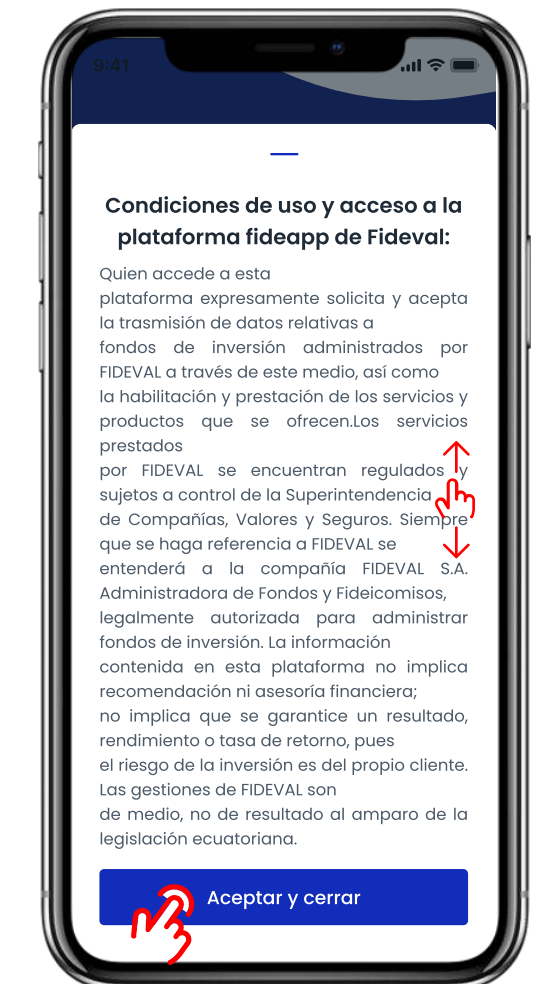 9:41
Condiciones de uso y acceso a la
plataforma fideapp de Fideval:
Quien accede a esta
plataforma expresamente solicita y acepta
la trasmisión de datos relativas a
fondos de inversión administrados por
FIDEVAL a través de este medio, así como
la habilitación y prestación de los servicios y
productos que se ofrecen.Los servicios
prestados
por FIDEVAL se encuentran regulados y
sujetos a control de la Superintendencia
de Compañías, Valores y Seguros. Siempre
que se haga referencia a FIDEVAL se
entenderá a la compañía FIDEVAL S.A.
Administradora de Fondos y Fideicomisos,
legalmente autorizada para administrar
fondos de inversión. La información
contenida en esta plataforma no implica
recomendación ni asesoría financiera;
no implica que se garantice un resultado,
rendimiento o tasa de retorno, pues
el riesgo de la inversión es del propio cliente.
Las gestiones de FIDEVAL son
de medio, no de resultado al amparo de la
legislación ecuatoriana.
Aceptar y cerrar